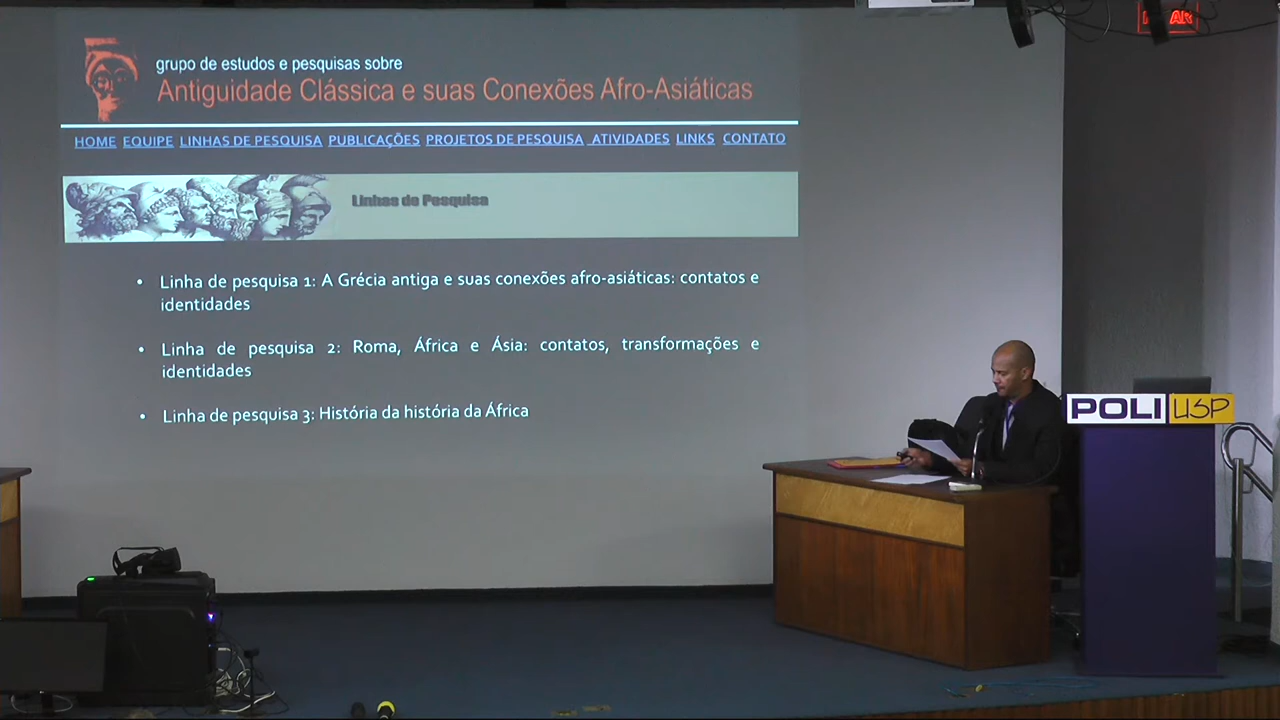 grupo de estudos e pesquisas sobre
Antiguidade Clássica e suas Conexões Afro-Asiáticas
HOME EQUIPE LINHAS DE PESQUISA PUBLICAÇÕES PROJETOS DE PESQUISA ATIVIDADES LINKS CONTATO
Linhas de Pesquisa
• Linha de pesquisa 1: A Grécia antiga e suas conexões afro-asiáticas: contatos e
identidades
• Linha de pesquisa 2: Roma, África e Ásia: contatos, transformações e
identidades
• Linha de pesquisa 3: História da história da África
POLI USP